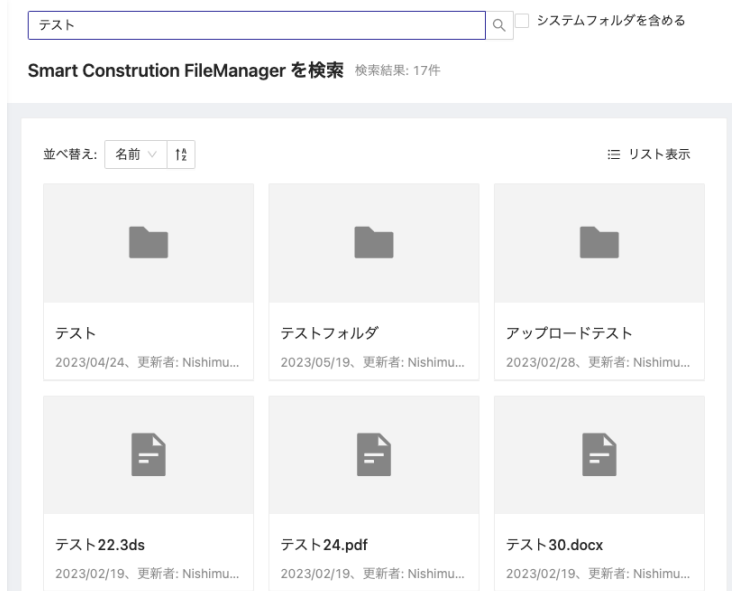 テスト
システムフォルダを含める
Smart Constrution FileManager を検索 検索結果: 17件
並べ替え: 名前
リスト表示
テスト
テストフォルダ
アップロードテスト
2023/04/24、更新者: Nishimu...
2023/05/19、更新者: Nishimu...
2023/02/28、更新者: Nishimu...
テスト22.3ds
テスト24.pdf
テスト30.docx
2023/02/19、更新者: Nishimu...
2023/02/19、更新者: Nishimu...
2023/02/19、更新者: Nishimu...